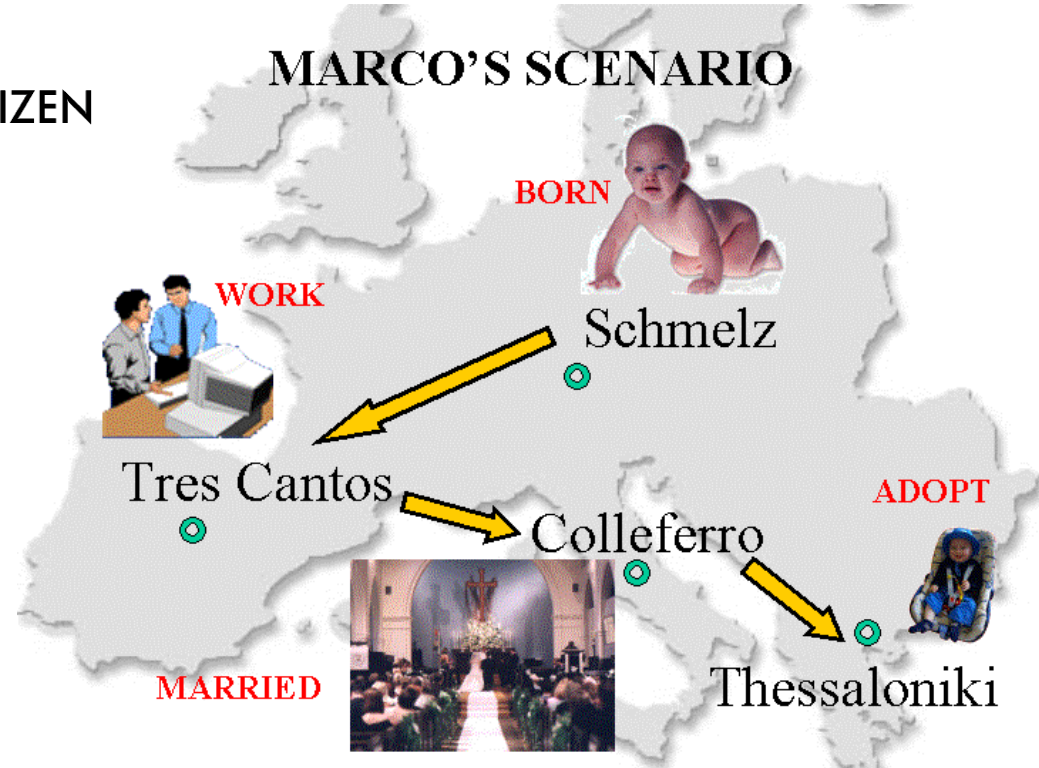 MARCO’S SCENARIO
IZEN
BORN
WORK
Schmelz
Tres Cantos
ADOPT
Colleferro
MARRIED
Thessaloniki